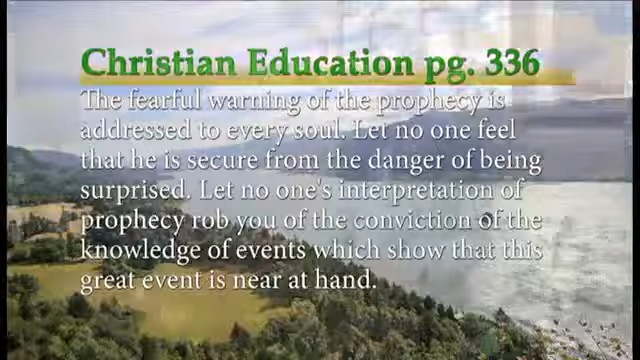 Christian Education pg. 336
The fearful warning of the prophecy is
addressed to every soul. Let no one feel
that he is secure from the danger of being
surprised. Let no one's interpretation of
prophecy rob you of the conviction of the
knowledge of events which show that this
great event is near at hand.